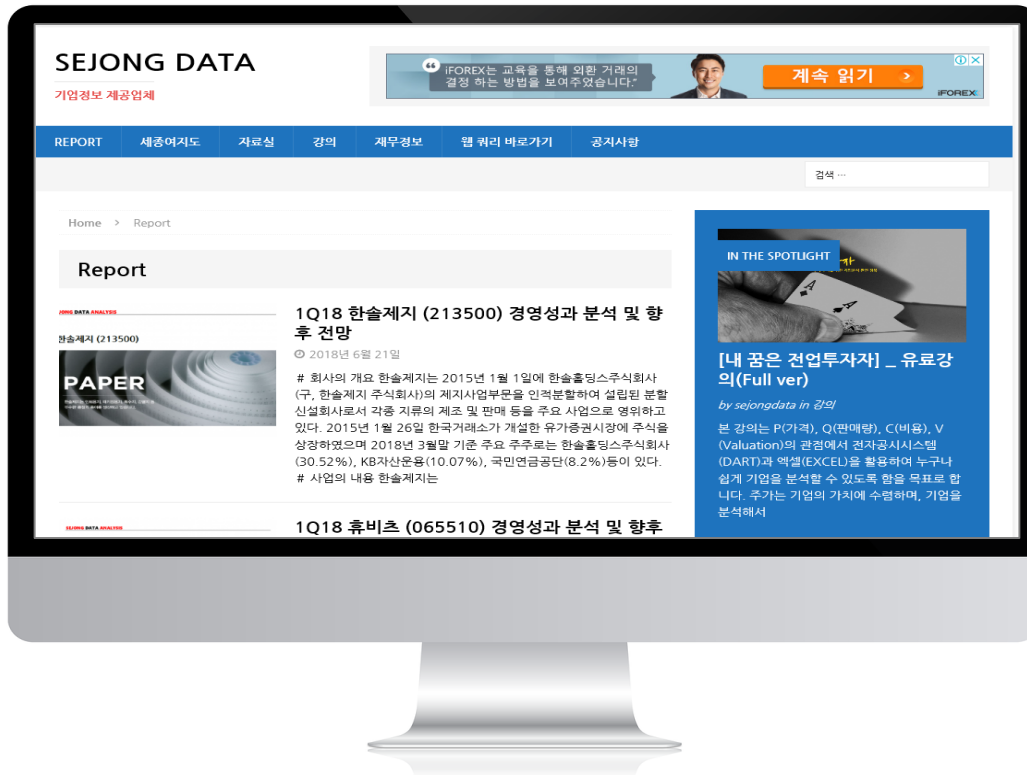 SEJONG DATA
기업정보 제공업체
iFOREX는 교육을 통해 외환 거래의
결정 하는 방법을 보여주었습니다."
계속 읽기
iFOREX
REPORT 세종여지도 자료실 강의 재무정보 웹 쿼리 바로가기 공지사항
검색 …
Home > Report
Report
한솔제지 (213500)
PAPER
1Q18 한솔제지 (213500) 경영성과 분석 및 향
후 전망
2018년 6월 21일
# 회사의 개요 한솔제지는 2015년 1월 1일에 한솔홀딩스주식회사
(구, 한솔제지 주식회사)의 제지사업부문을 인적분할하여 설립된 분할
신설회사로서 각종 지류의 제조 및 판매 등을 주요 사업으로 영위하고
있다. 2015년 1월 26일 한국거래소가 개설한 유가증권시장에 주식을
상장하였으며 2018년 3월말 기준 주요 주주로는 한솔홀딩스주식회사
(30.52%), KB자산운용(10.07%), 국민연금공단(8.2%)등이 있다.
# 사업의 내용 한솔제지는
SEJONG DATA ANALYSIS
1Q18 휴비츠 (065510) 경영성과 분석 및 향후
IN THE SPOTLIGHT
[내 꿈은 전업투자자] _ 유료강
의(Full ver)
by sejongdata in 강의
본 강의는 P(가격), Q(판매량), C(비용), V
(Valuation)의 관점에서 전자공시시스템
(DART)과 엑셀(EXCEL)을 활용하여 누구나
쉽게 기업을 분석할 수 있도록 함을 목표로 합
니다. 주가는 기업의 가치에 수렴하며, 기업을
분석해서